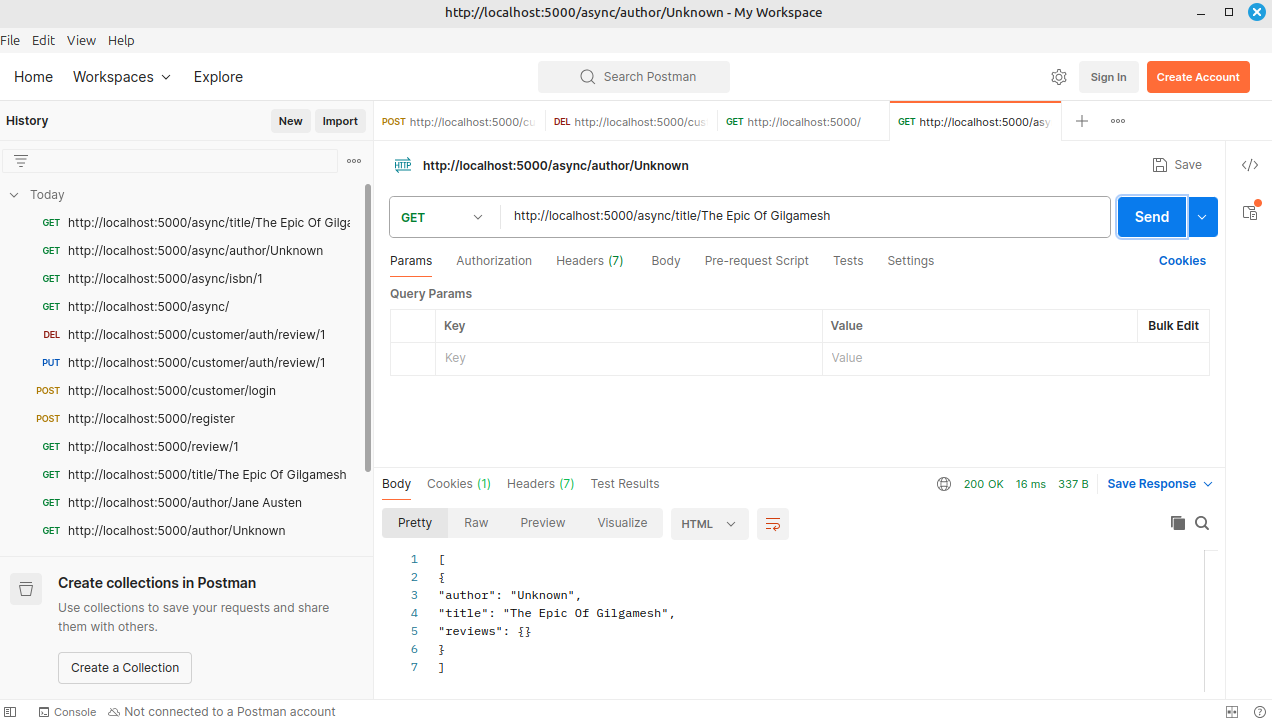 http://localhost:5000/async/author/Unknown - My Workspace
File Edit View Help
Home Workspaces Explore Search Postman Sign In Create Account
History New Import
POST http://localhost:5000/cu DEL http://localhost:5000/cus GET http://localhost:5000/ GET http://localhost:5000/asy
HTTP http://localhost:5000/async/author/Unknown Save
Today
GET http://localhost:5000/async/title/The Epic Of Gilga
GET http://localhost:5000/async/author/Unknown
GET http://localhost:5000/async/isbn/1
GET http://localhost:5000/async/
DEL http://localhost:5000/customer/auth/review/1
PUT http://localhost:5000/customer/auth/review/1
POST http://localhost:5000/customer/login
POST http://localhost:5000/register
GET http://localhost:5000/review/1
GET http://localhost:5000/title/The Epic Of Gilgamesh
GET http://localhost:5000/author/Jane Austen
GET http://localhost:5000/author/Unknown
Create collections in Postman
Use collections to save your requests and share
them with others.
Create a Collection
GET http://localhost:5000/async/title/The Epic Of Gilgamesh Send
Params Authorization Headers (7) Body Pre-request Script Tests Settings Cookies
Query Params
Key Value Bulk Edit
Key Value
Body Cookies (1) Headers (7) Test Results 200 OK 16 ms 337 B Save Response
Pretty Raw Preview Visualize HTML
1 [
2 {
3 "author": "Unknown",
4 "title": "The Epic Of Gilgamesh",
5 "reviews": {}
6 }
7 ]
Console Not connected to a Postman account